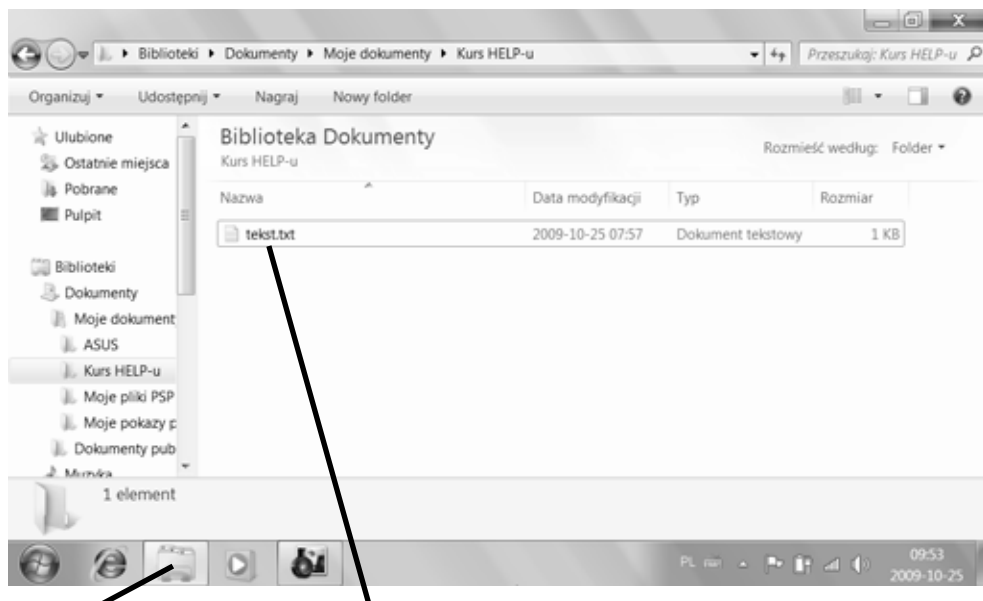 Biblioteki Dokumenty Moje dokumenty Kurs HELP-u Przeszukaj: Kurs HELP-u
Organizuj Udostępnij Nagraj Nowy folder
Ulubione
Ostatnie miejsca
Pobrane
Pulpit
Biblioteki
Dokumenty
Moje dokument
ASUS
Kurs HELP-u
Moje pliki PSP
Moje pokazy p
Dokumenty pub
Muzyka
Biblioteka Dokumenty
Kurs HELP-u
Rozmieść według: Folder
Nazwa Data modyfikacji Typ Rozmiar
tekst.txt 2009-10-25 07:57 Dokument tekstowy 1 KB
1 element
PL 09:53
2009-10-25